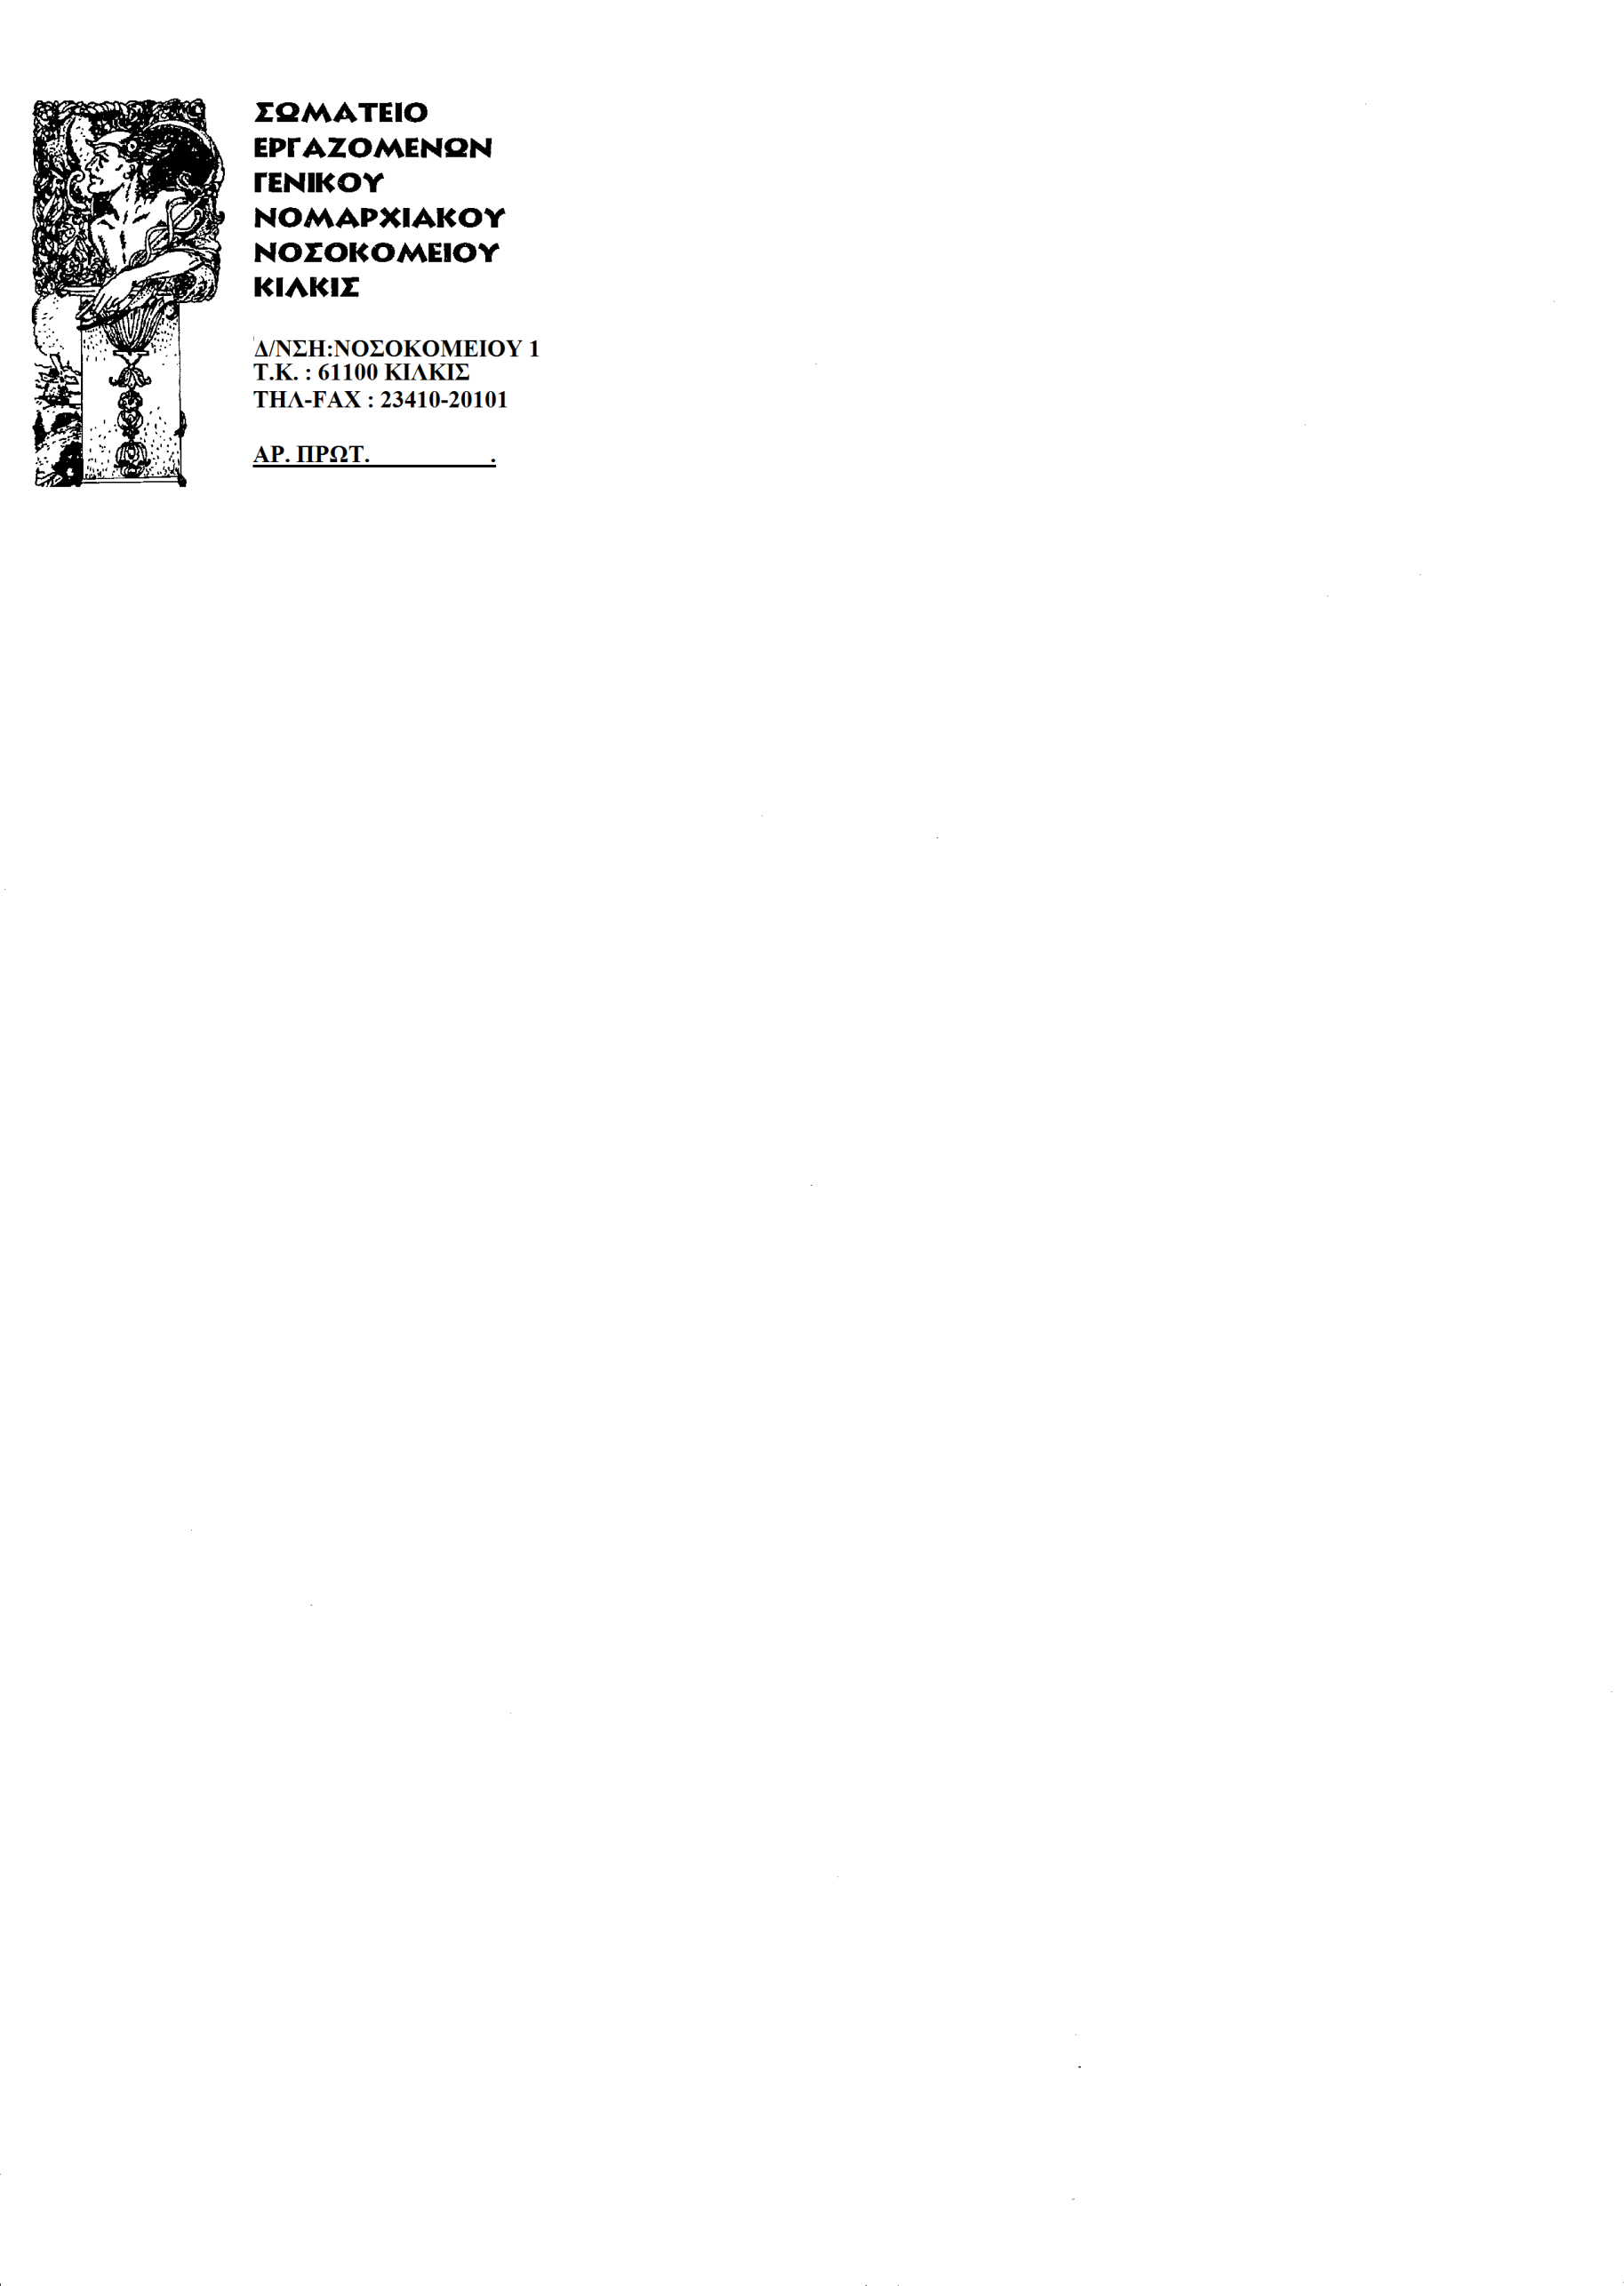 ΣΩΜΑΤΕΙΟ
ΕΡΓΑΖΟΜΕΝΩΝ
ΓΕΝΙΚΟΥ
ΝΟΜΑΡΧΙΑΚΟΥ
ΝΟΣΟΚΟΜΕΙΟΥ
ΚΙΛΚΙΣ
Δ/ΝΣΗ:ΝΟΣΟΚΟΜΕΙΟΥ 1
Τ.Κ. : 61100 ΚΙΛΚΙΣ
ΤΗΛ-FAX : 23410-20101
ΑΡ. ΠΡΩΤ. .